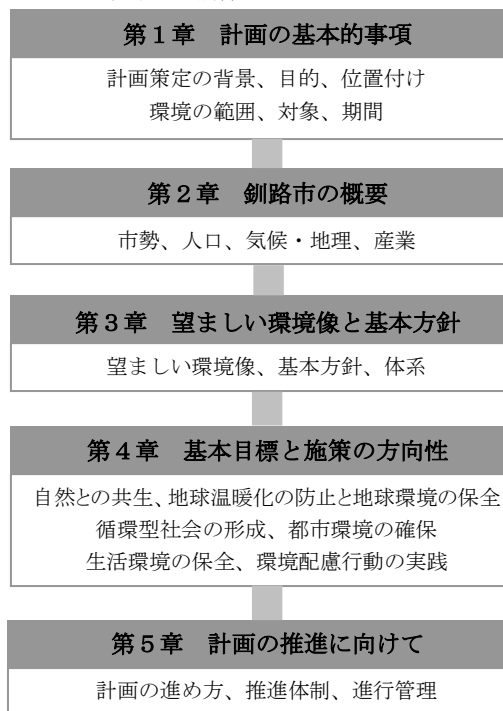 第１章　計画の基本的事項
計画策定の背景、目的、位置付け
環境の範囲、対象、期間
第２章　釧路市の概要
市勢、人口、気候・地理、産業
第３章　望ましい環境像と基本方針
望ましい環境像、基本方針、体系
第４章　基本目標と施策の方向性
自然との共生、地球温暖化の防止と地球環境の保全
循環型社会の形成、都市環境の確保
生活環境の保全、環境配慮行動の実践
第５章　計画の推進に向けて
計画の進め方、推進体制、進行管理